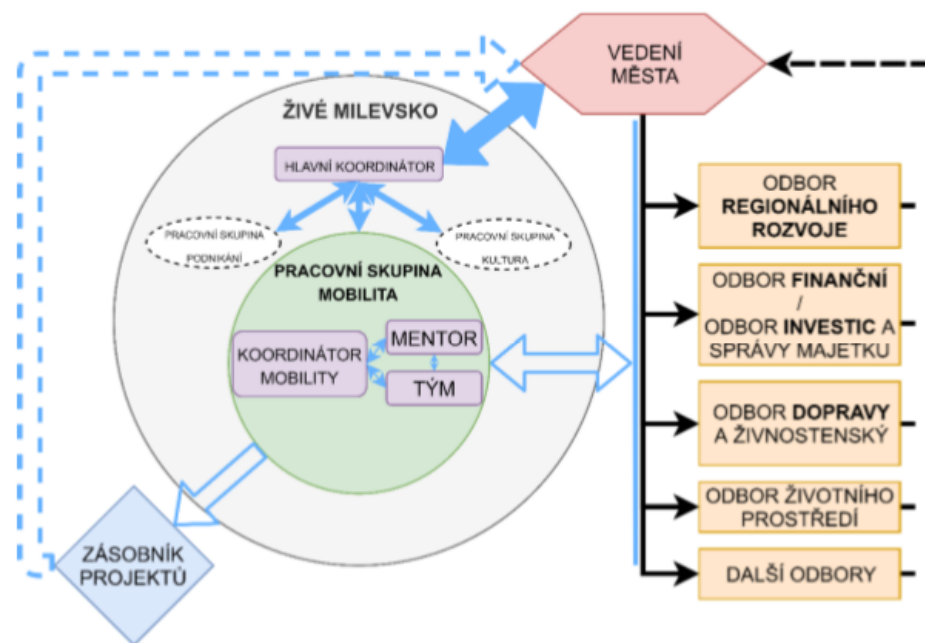 VEDENÍ
MĚSTA
ŽIVÉ MILEVSKO
HLAVNÍ KOORDINÁTOR
PRACOVNÍ SKUPINA
PODNIKÁNÍ
PRACOVNÍ SKUPINA
KULTURA
PRACOVNÍ SKUPINA
MOBILITA
KOORDINÁTOR
MOBILITY
MENTOR
TÝM
ZÁSOBNÍK
PROJEKTŮ
ODBOR
REGIONÁLNÍHO
ROZVOJE
ODBOR FINANČNÍ
/
ODBOR INVESTIC A
SPRÁVY MAJETKU
ODBOR DOPRAVY
A ŽIVNOSTENSKÝ
ODBOR ŽIVOTNÍHO
PROSTŘEDÍ
DALŠÍ ODBORY